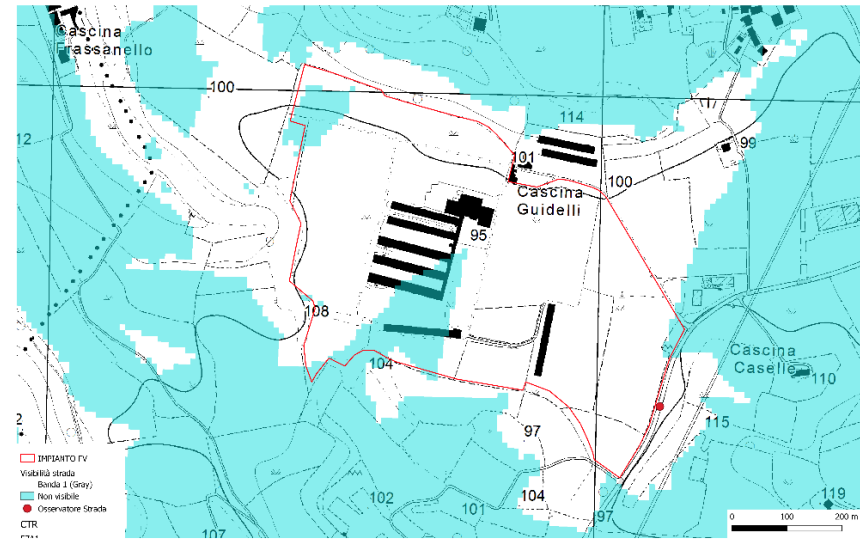 Cascina
Frassanello
100
114
12
101
99
100
Cascina
Guidelli
95
108
104
Cascina
Caselle
110
115
97
104
102
101
97
119
107
IMPIANTO FV
Visibilità strada
Banda 1 (Gray)
Non visibile
Osservatore Strada
CTR
0 100 200 m